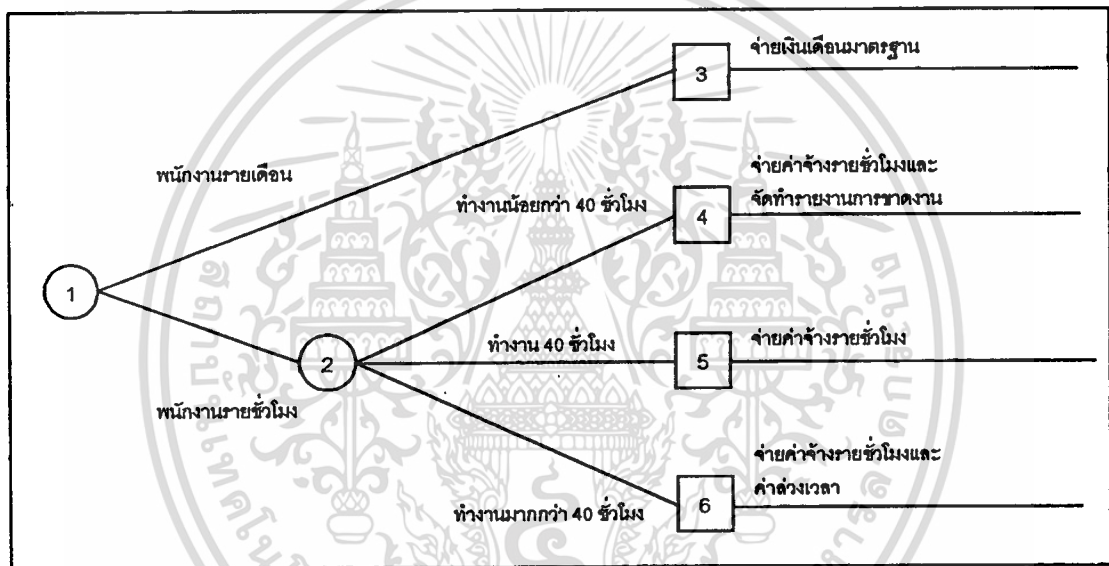 จ่ายเงินเดือนมาตรฐาน
3
พนักงานรายเดือน
จ่ายค่าจ้างรายชั่วโมงและ
จัดทำรายงานการขาดงาน
ทำงานน้อยกว่า 40 ชั่วโมง
4
1
ทำงาน 40 ชั่วโมง
5
จ่ายค่าจ้างรายชั่วโมง
2
พนักงานรายชั่วโมง
จ่ายค่าจ้างรายชั่วโมงและ
ค่าล่วงเวลา
ทำงานมากกว่า 40 ชั่วโมง
6